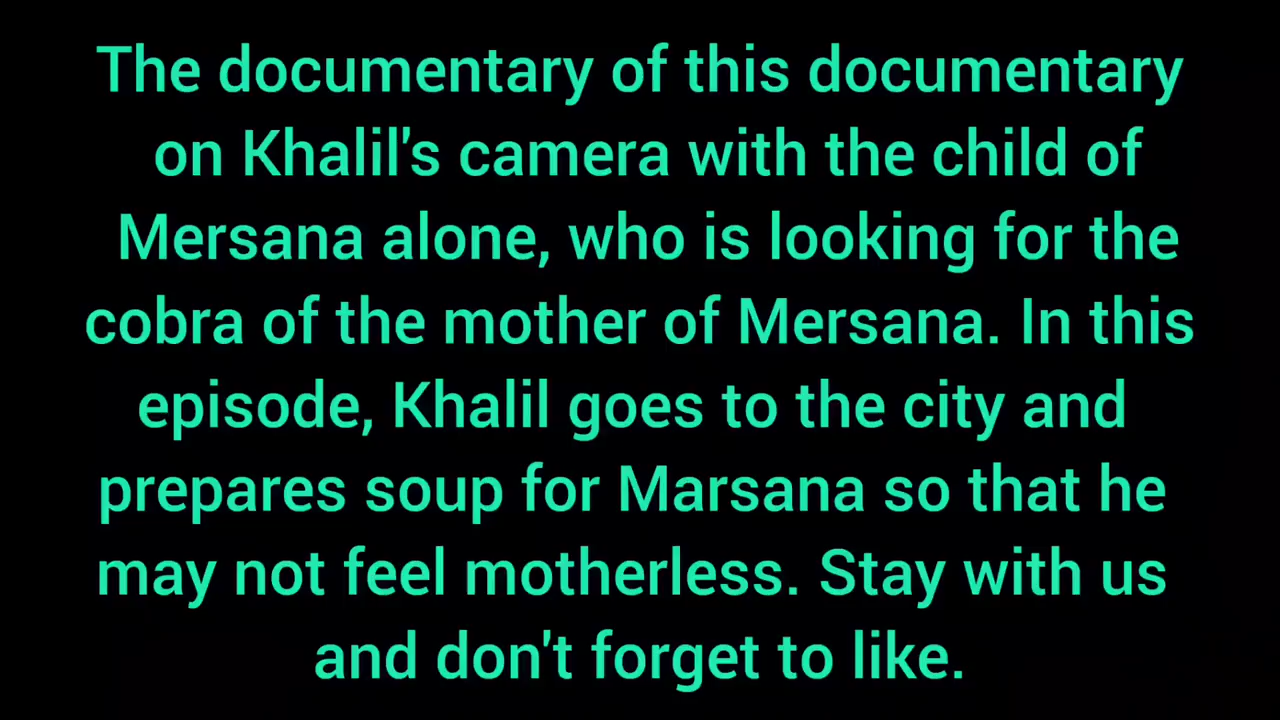 The documentary of this documentary
on Khalil's camera with the child of
Mersana alone, who is looking for the
cobra of the mother of Mersana. In this
episode, Khalil goes to the city and
prepares soup for Marsana so that he
may not feel motherless. Stay with us
and don't forget to like.